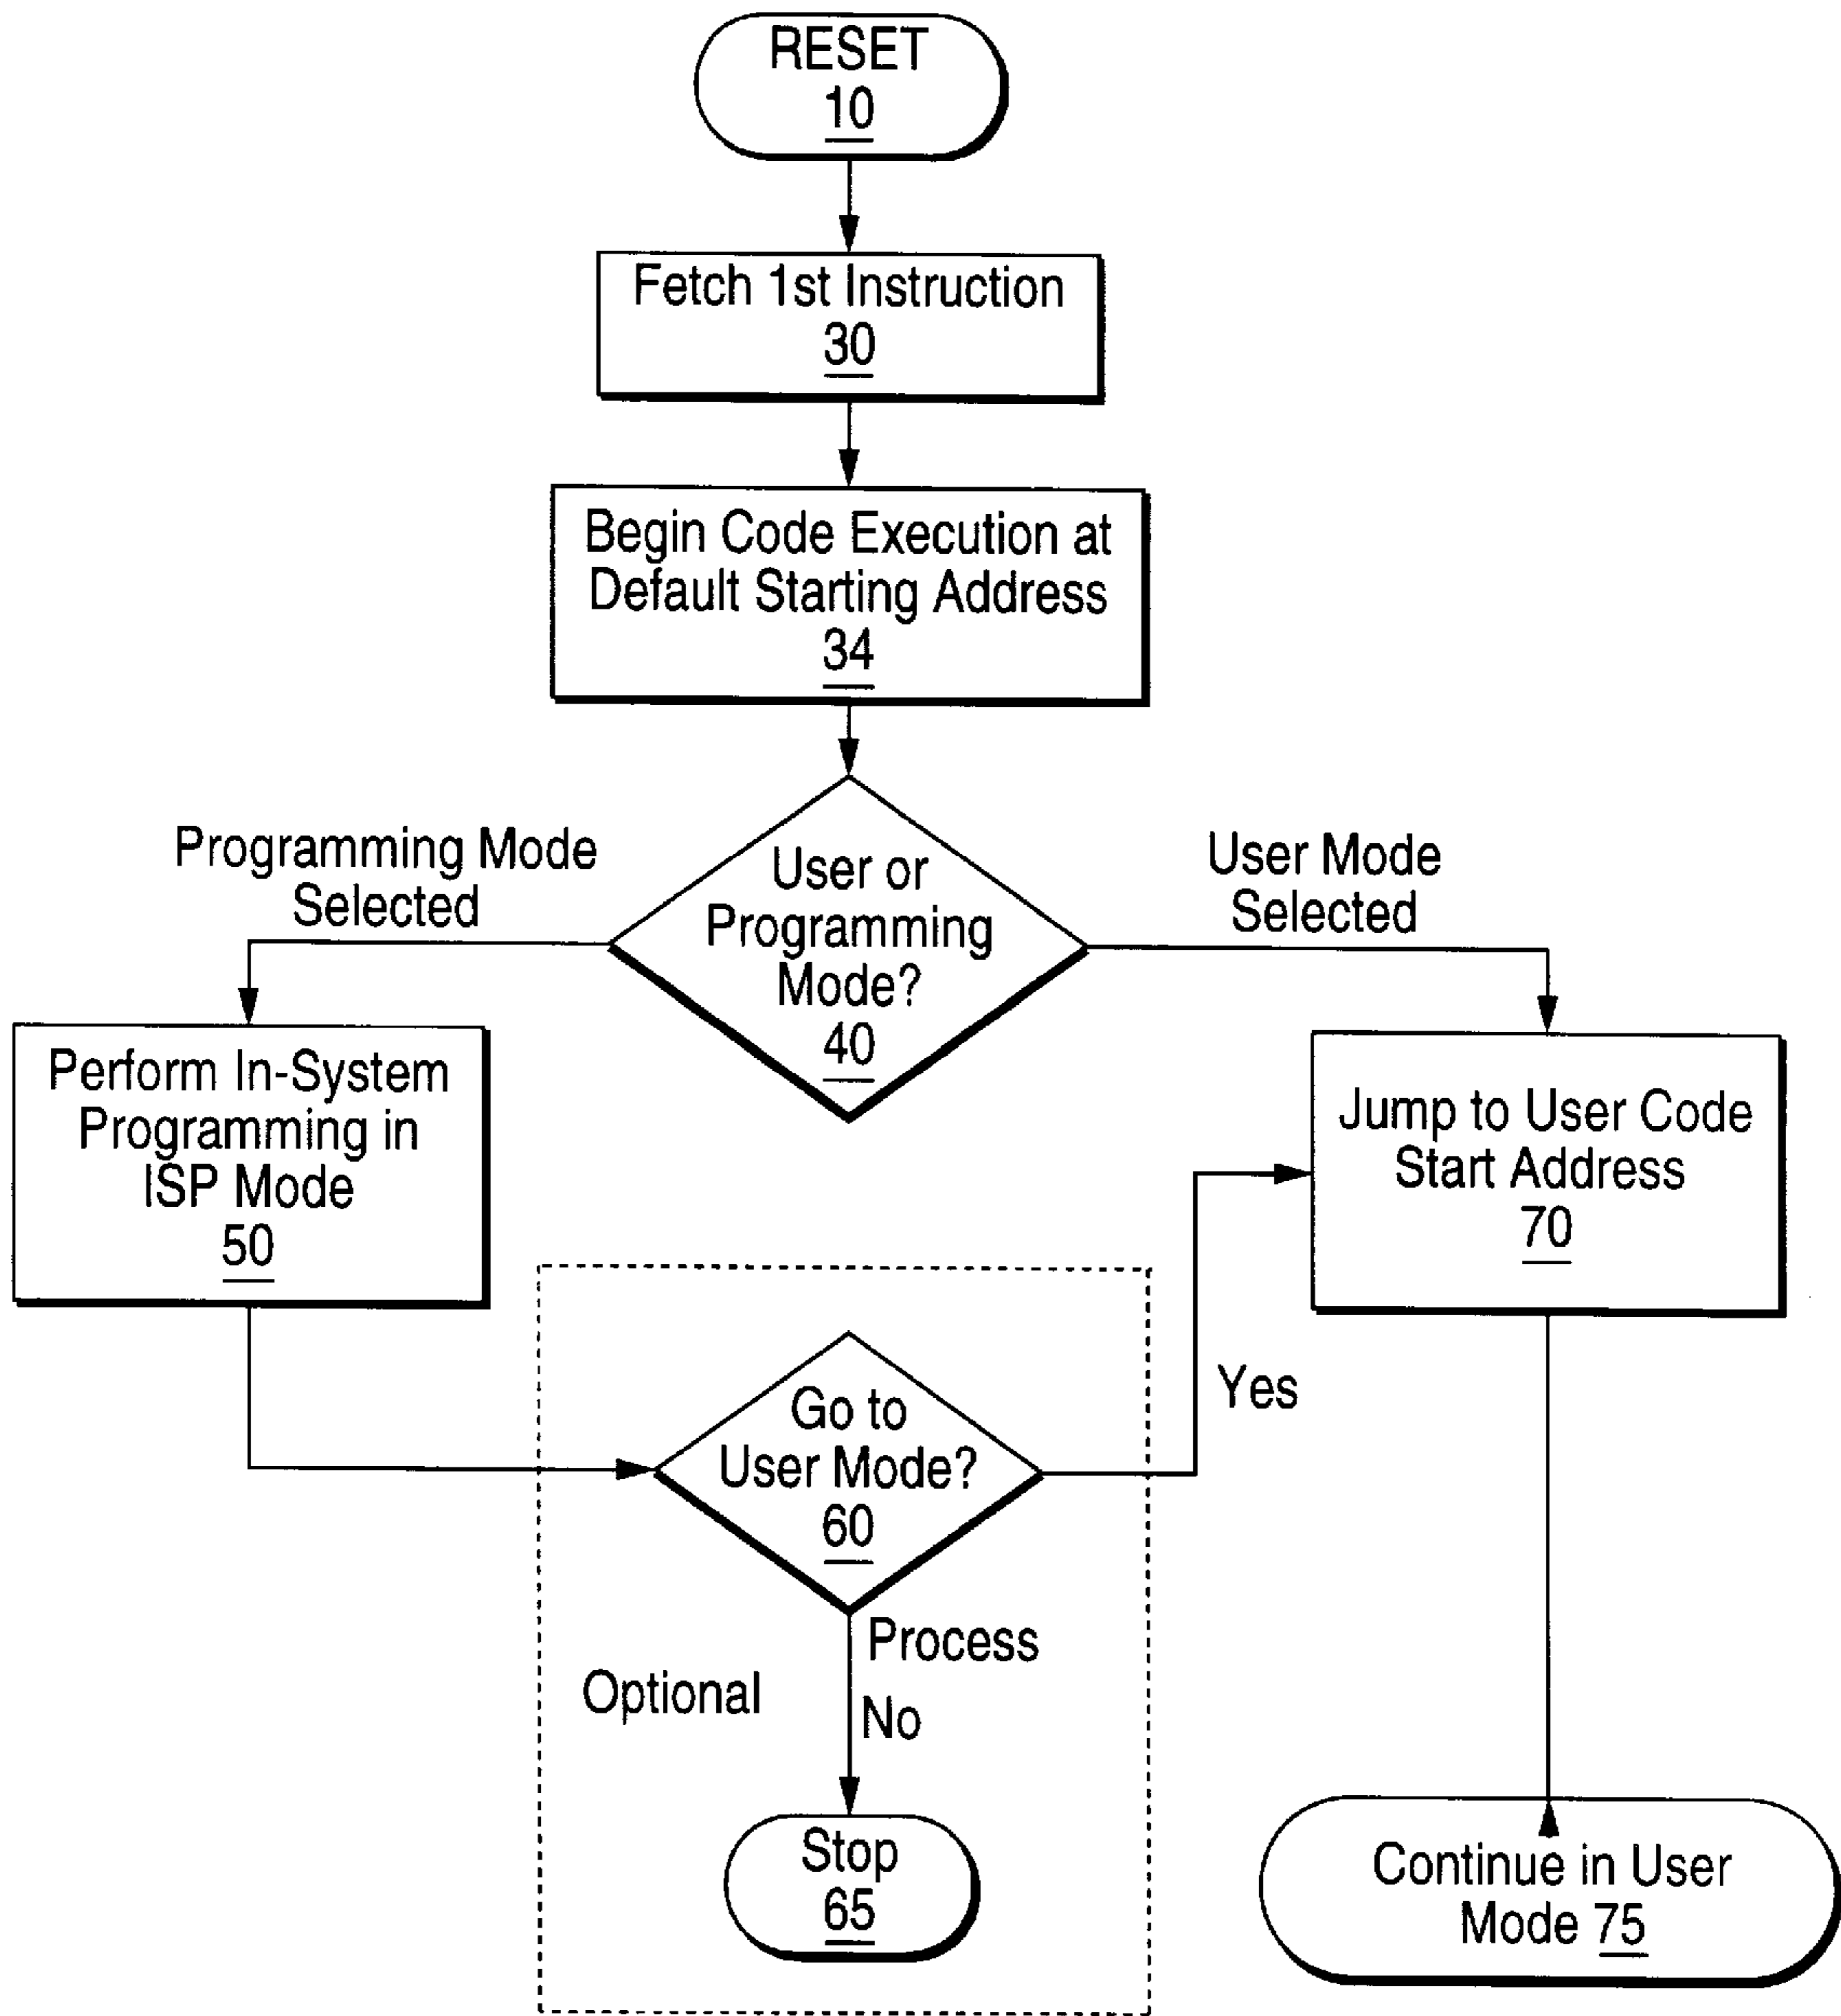 RESET
10
Fetch 1st Instruction
30
Begin Code Execution at
Default Starting Address
34
Programming Mode
Selected
User or
Programming
Mode?
40
User Mode
Selected
Perform In-System
Programming in
ISP Mode
50
Jump to User Code
Start Address
70
Go to
User Mode?
60
Yes
Process
Optional
No
Stop
65
Continue in User
Mode 75